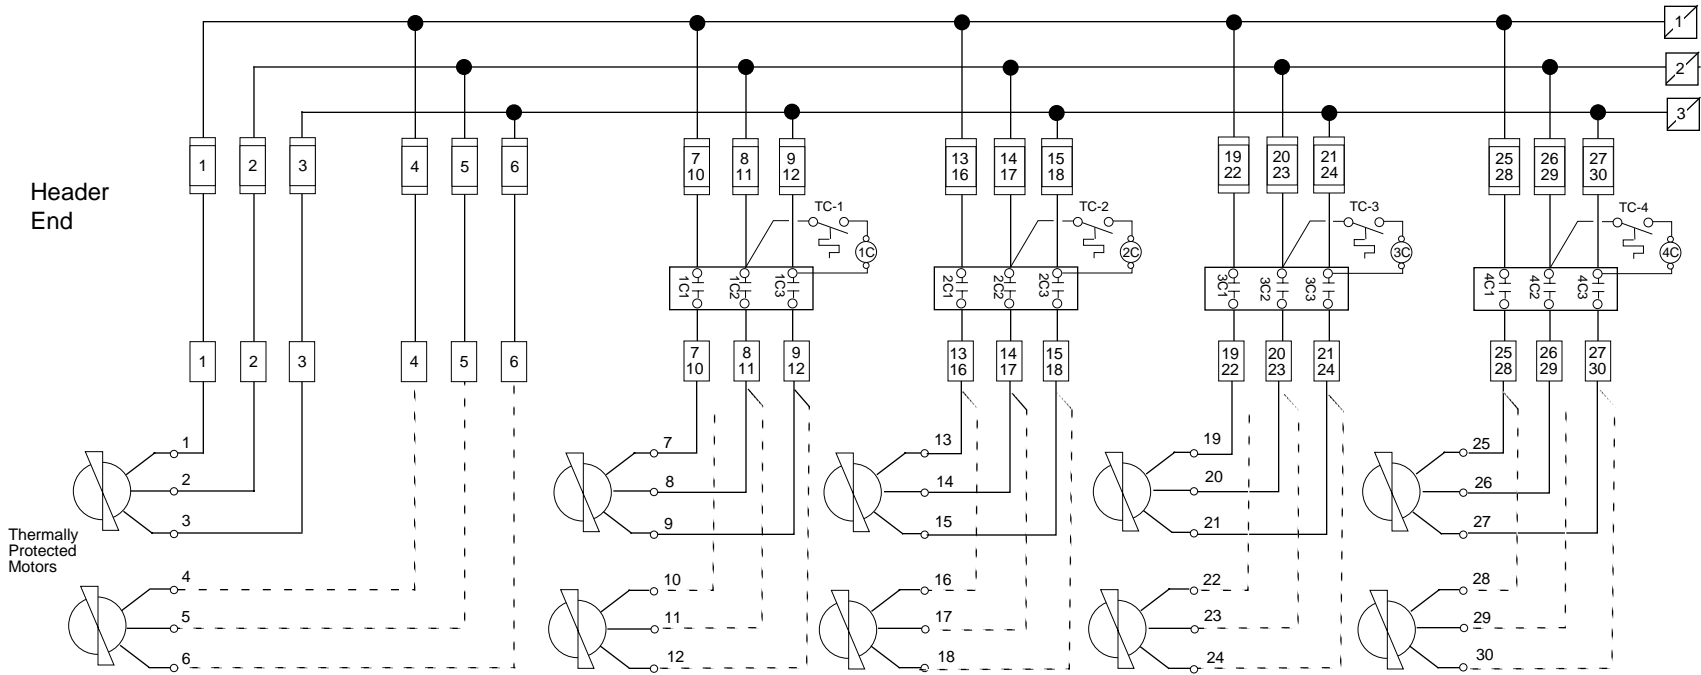 1
2
3
Header
End
1 2 3 4 5 6
7 8 9 13 14 15 19 20 21 25 26 27
10 11 12 16 17 18 22 23 24 28 29 30
TC-1 TC-2 TC-3 TC-4
1C 2C 3C 4C
1C1 1C2 1C3 2C1 2C2 2C3 3C1 3C2 3C3 4C1 4C2 4C3
1 2 3 4 5 6
7 8 9 13 14 15 19 20 21 25 26 27
10 11 12 16 17 18 22 23 24 28 29 30
1 7 13 19 25
2 8 14 20 26
3 9 15 21 27
Thermally
Protected
Motors
4 10 16 22 28
5 11 17 23 29
6 12 18 24 30